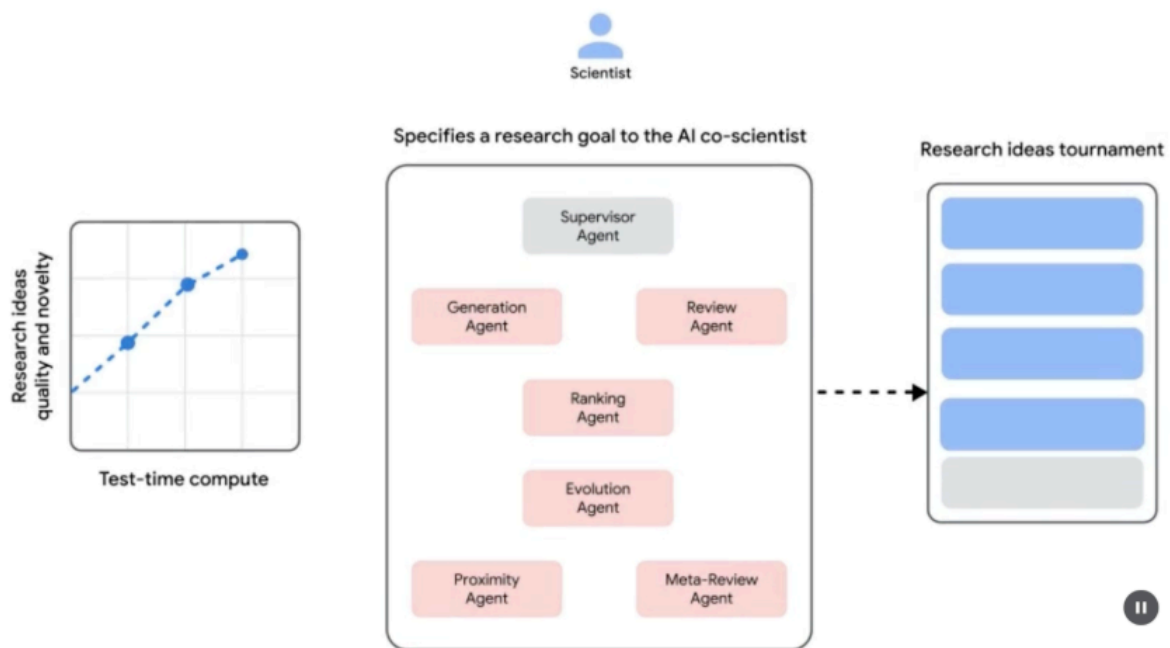 Scientist
Specifies a research goal to the AI co-scientist
Research ideas tournament
Research ideas
quality and novelty
Test-time compute
Supervisor
Agent
Generation
Agent
Review
Agent
Ranking
Agent
Evolution
Agent
Proximity
Agent
Meta-Review
Agent